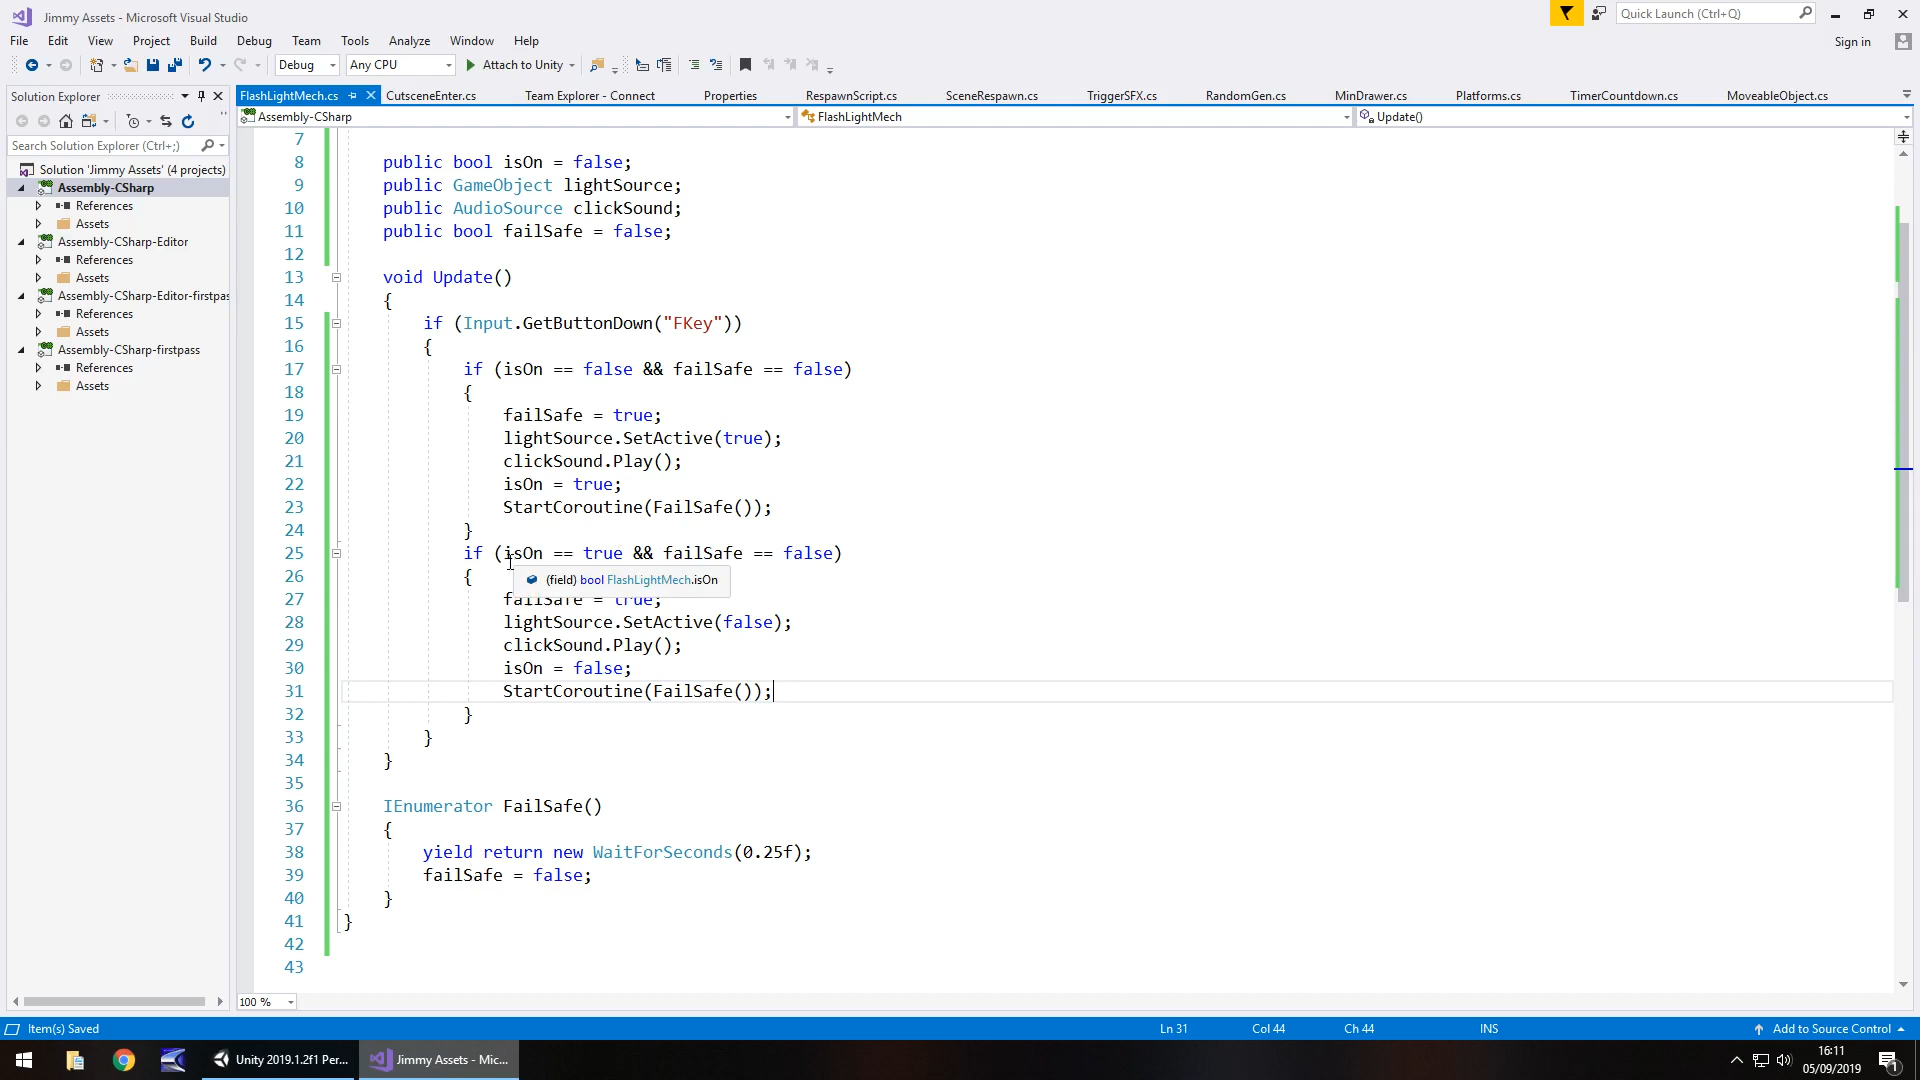 Jimmy Assets - Microsoft Visual Studio
Quick Launch (Ctrl+Q)
File Edit View Project Build Debug Team Tools Analyze Window Help
Sign in
Debug Any CPU Attach to Unity
Solution Explorer
FlashLightMech.cs CutsceneEnter.cs Team Explorer - Connect Properties RespawnScript.cs SceneRespawn.cs TriggerSFX.cs RandomGen.cs MinDrawer.cs Platforms.cs TimerCountdown.cs MoveableObject.cs
Assembly-CSharp FlashLightMech Update()
Search Solution Explorer (Ctrl+;)
Solution 'Jimmy Assets' (4 projects)
Assembly-CSharp
References
Assets
Assembly-CSharp-Editor
References
Assets
Assembly-CSharp-Editor-firstpas
References
Assets
Assembly-CSharp-firstpass
References
Assets
7
8 public bool isOn = false;
9 public GameObject lightSource;
10 public AudioSource clickSound;
11 public bool failSafe = false;
12
13 void Update()
14 {
15 if (Input.GetButtonDown("FKey"))
16 {
17 if (isOn == false && failSafe == false)
18 {
19 failSafe = true;
20 lightSource.SetActive(true);
21 clickSound.Play();
22 isOn = true;
23 StartCoroutine(FailSafe());
24 }
25 if (isOn == true && failSafe == false)
26 {
(field) bool FlashLightMech.isOn
27 failSafe = true;
28 lightSource.SetActive(false);
29 clickSound.Play();
30 isOn = false;
31 StartCoroutine(FailSafe());
32 }
33 }
34 }
35
36 IEnumerator FailSafe()
37 {
38 yield return new WaitForSeconds(0.25f);
39 failSafe = false;
40 }
41 }
42
43
100 %
Item(s) Saved Ln 31 Col 44 Ch 44 INS Add to Source Control
Unity 2019.1.2f1 Per... Jimmy Assets - Mic...
16:11
05/09/2019
1